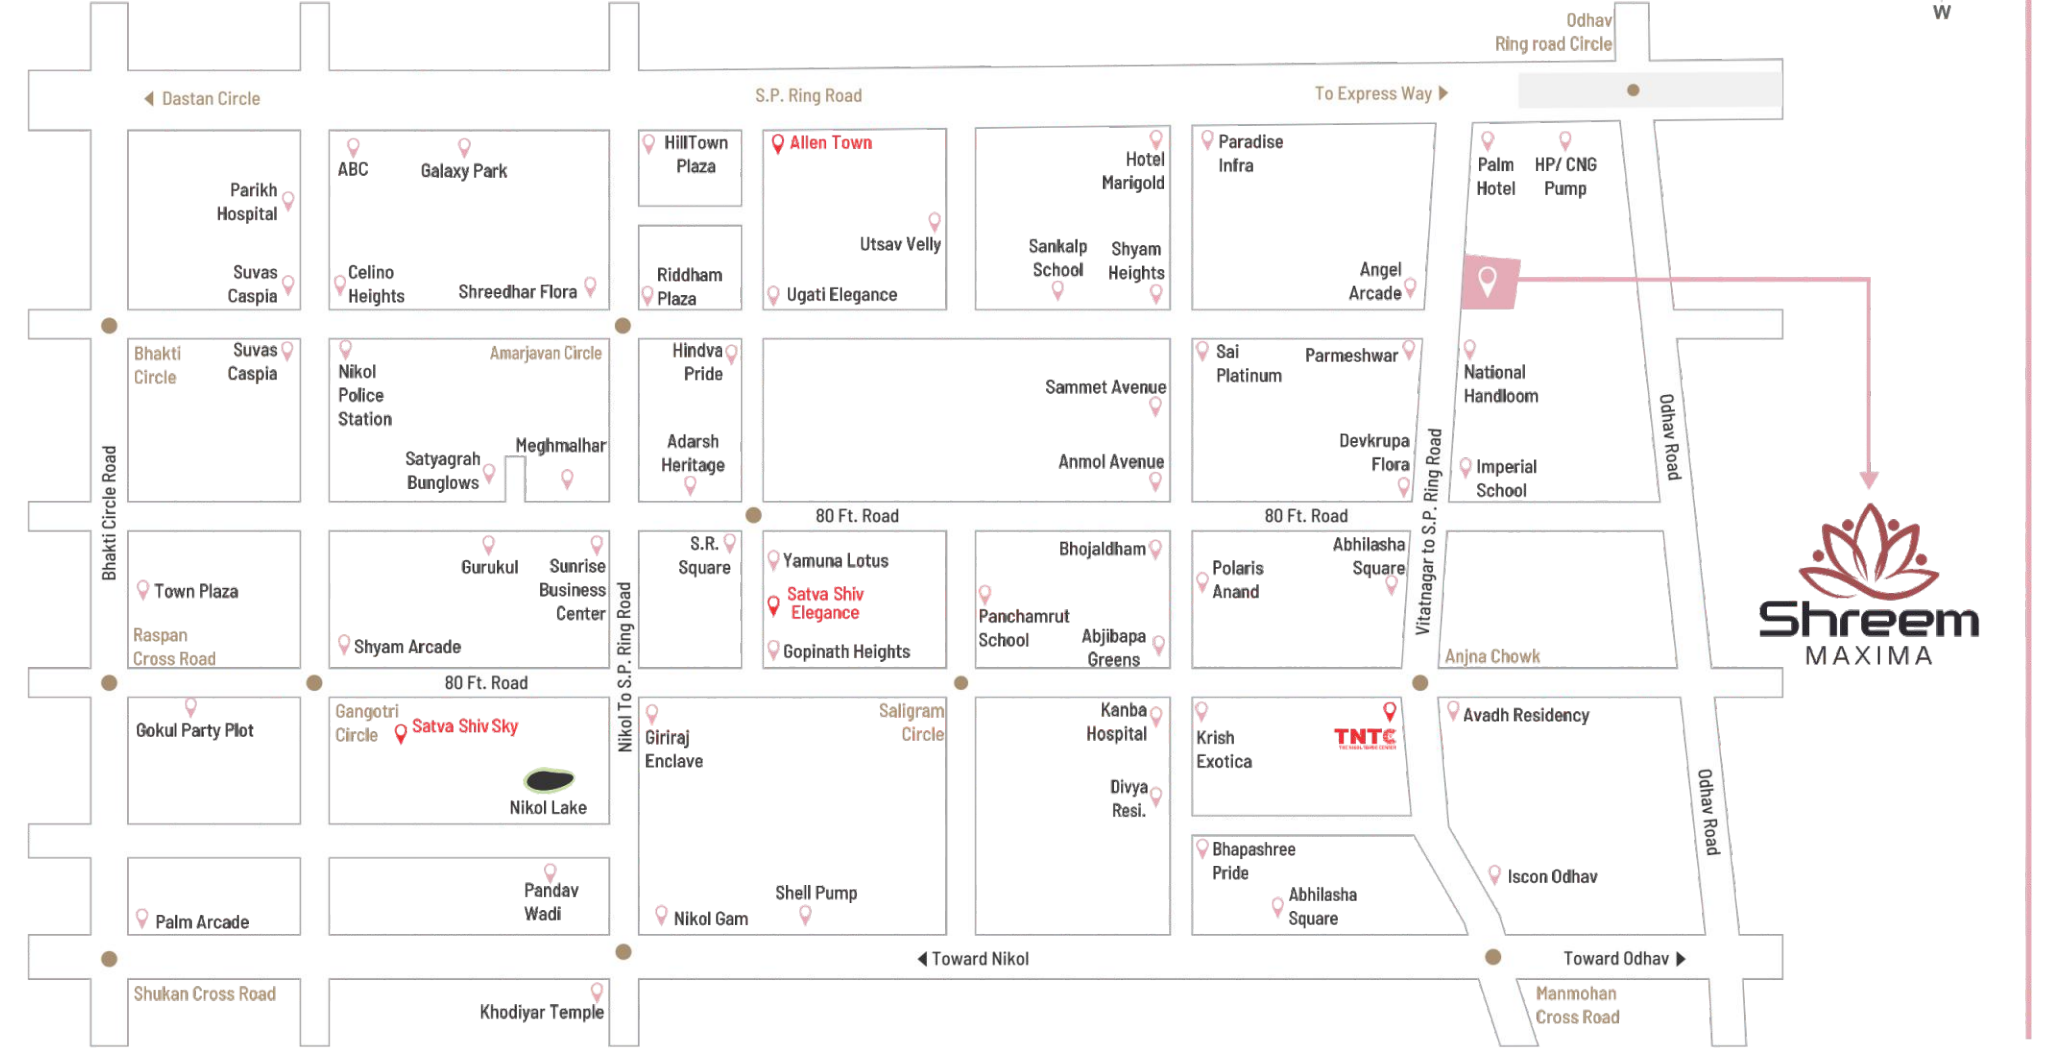 W
Odhav
Ring road Circle
Dastan Circle
S.P. Ring Road
To Express Way
ABC
Galaxy Park
Parikh
Hospital
Suvas
Caspia
Celino
Heights
Shreedhar Flora
HillTown
Plaza
Riddham
Plaza
Allen Town
Utsav Velly
Ugati Elegance
Hotel
Marigold
Sankalp
School
Shyam
Heights
Paradise
Infra
Angel
Arcade
Palm
Hotel
HP/ CNG
Pump
Bhakti
Circle
Suvas
Caspia
Nikol
Police
Station
Amarjavan Circle
Satyagrah
Bunglows
Meghmalhar
Hindva
Pride
Adarsh
Heritage
Sammet Avenue
Anmol Avenue
Sai
Platinum
Parmeshwar
Devkrupa
Flora
National
Handloom
Imperial
School
Odhav Road
Bhakti Circle Road
Vitatnagar to S.P. Ring Road
80 Ft. Road
80 Ft. Road
Town Plaza
Raspan
Cross Road
Gurukul
Sunrise
Business
Center
Shyam Arcade
Nikol To S.P. Ring Road
S.R.
Square
Yamuna Lotus
Satva Shiv
Elegance
Gopinath Heights
Bhojaldham
Panchamrut
School
Abjibapa
Greens
Polaris
Anand
Abhilasha
Square
Anjna Chowk
Shreem
MAXIMA
80 Ft. Road
Gokul Party Plot
Gangotri
Circle
Satva Shiv Sky
Nikol Lake
Giriraj
Enclave
Saligram
Circle
Kanba
Hospital
Divya
Resi.
Krish
Exotica
TNTC
Avadh Residency
Odhav Road
Palm Arcade
Pandav
Wadi
Nikol Gam
Shell Pump
Bhapashree
Pride
Abhilasha
Square
Iscon Odhav
Toward Nikol
Toward Odhav
Shukan Cross Road
Khodiyar Temple
Manmohan
Cross Road